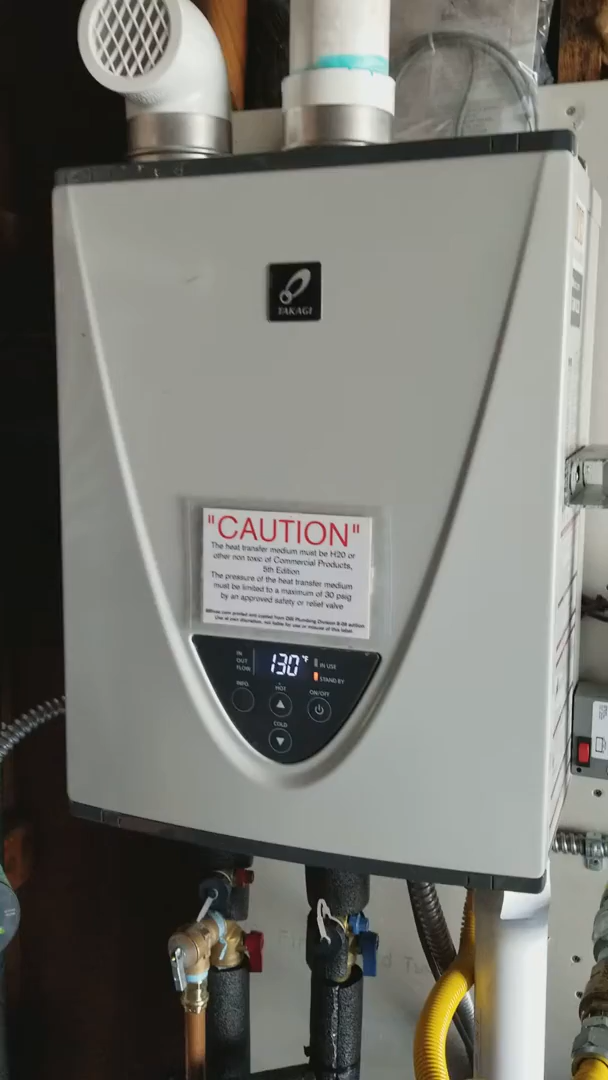 TAKAGI
"CAUTION"
The heat transfer medium must be H20 or
other non toxic of Commercial Products,
5th Edition
The pressure of the heat transfer medium
must be limited to a maximum of 30 psig
by an approved safety or relief valve
IN
OUT
FLOW
130°F
IN USE
STAND BY
INFO.
HOT
ON/OFF
COLD